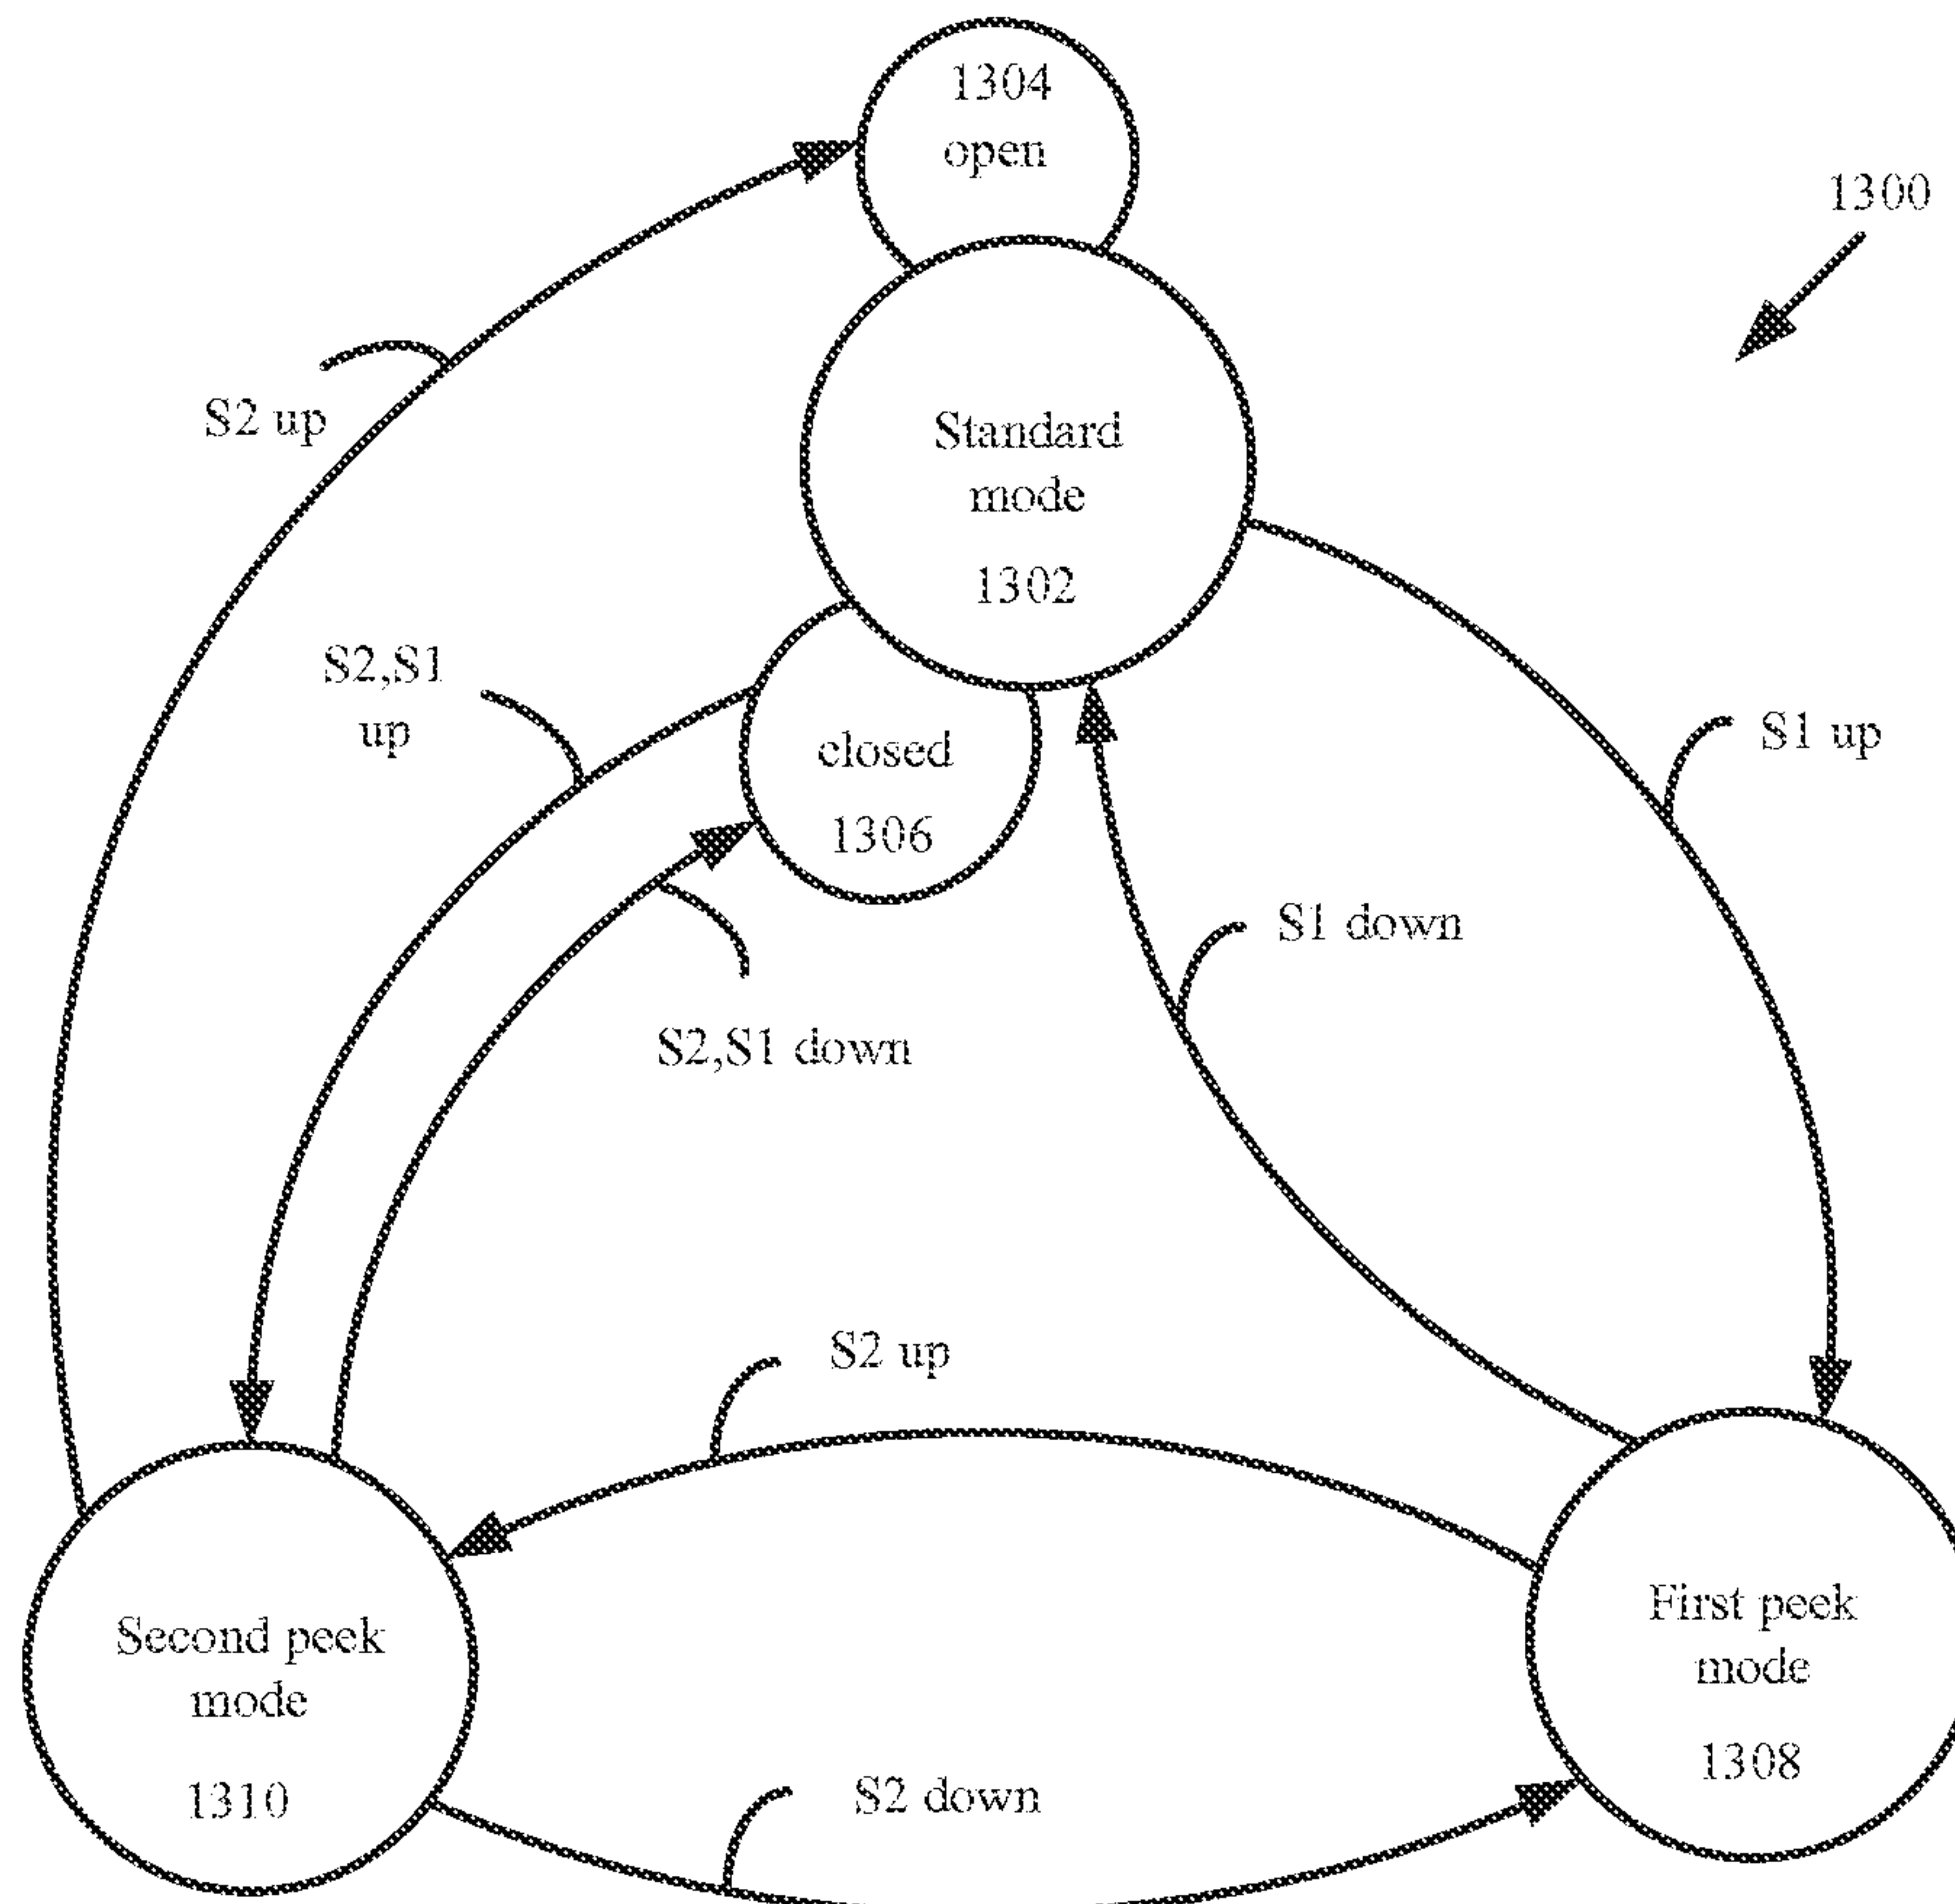 1304
open
1300
S2 up
Standard
mode
1302
S2,S1
up
closed
1306
S1 up
S1 down
S2,S1 down
S2 up
First peek
mode
1308
Second peek
mode
1310
S2 down